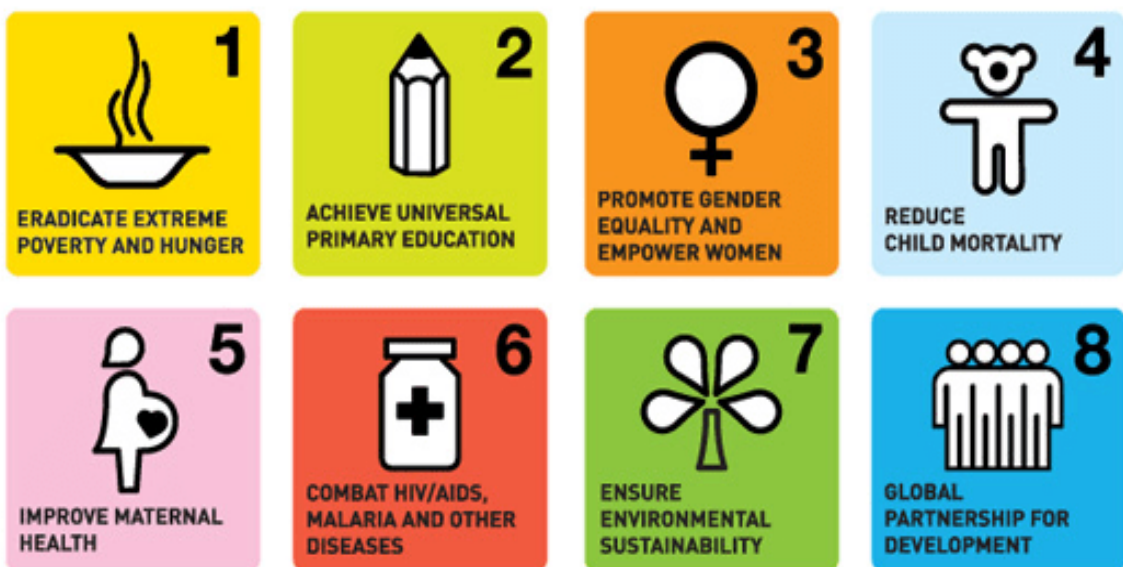 1
ERADICATE EXTREME
POVERTY AND HUNGER
2
ACHIEVE UNIVERSAL
PRIMARY EDUCATION
3
PROMOTE GENDER
EQUALITY AND
EMPOWER WOMEN
4
REDUCE
CHILD MORTALITY
5
IMPROVE MATERNAL
HEALTH
6
COMBAT HIV/AIDS,
MALARIA AND OTHER
DISEASES
7
ENSURE
ENVIRONMENTAL
SUSTAINABILITY
8
GLOBAL
PARTNERSHIP FOR
DEVELOPMENT